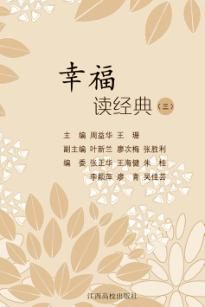 幸福
读经典（三）
主 编 周益华 王 珊
副主编 叶新兰 廖次梅 张胜利
编 委 张正华 王海健 朱 桂
李颖萍 廖 青 吴佳芸
江西高校出版社